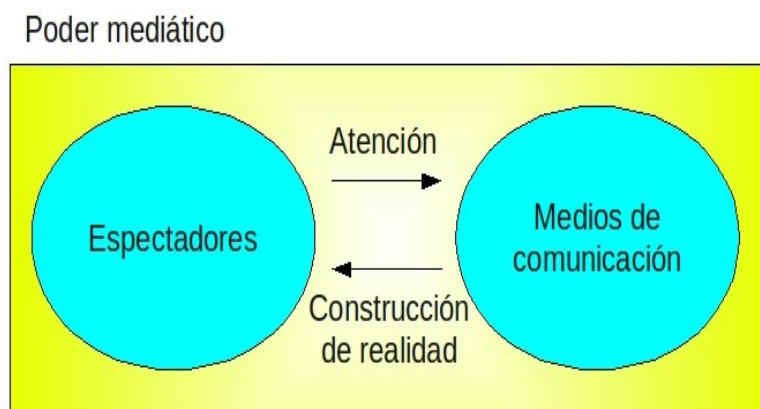 Poder mediático
Atención
Espectadores
Medios de
comunicación
Construcción
de realidad